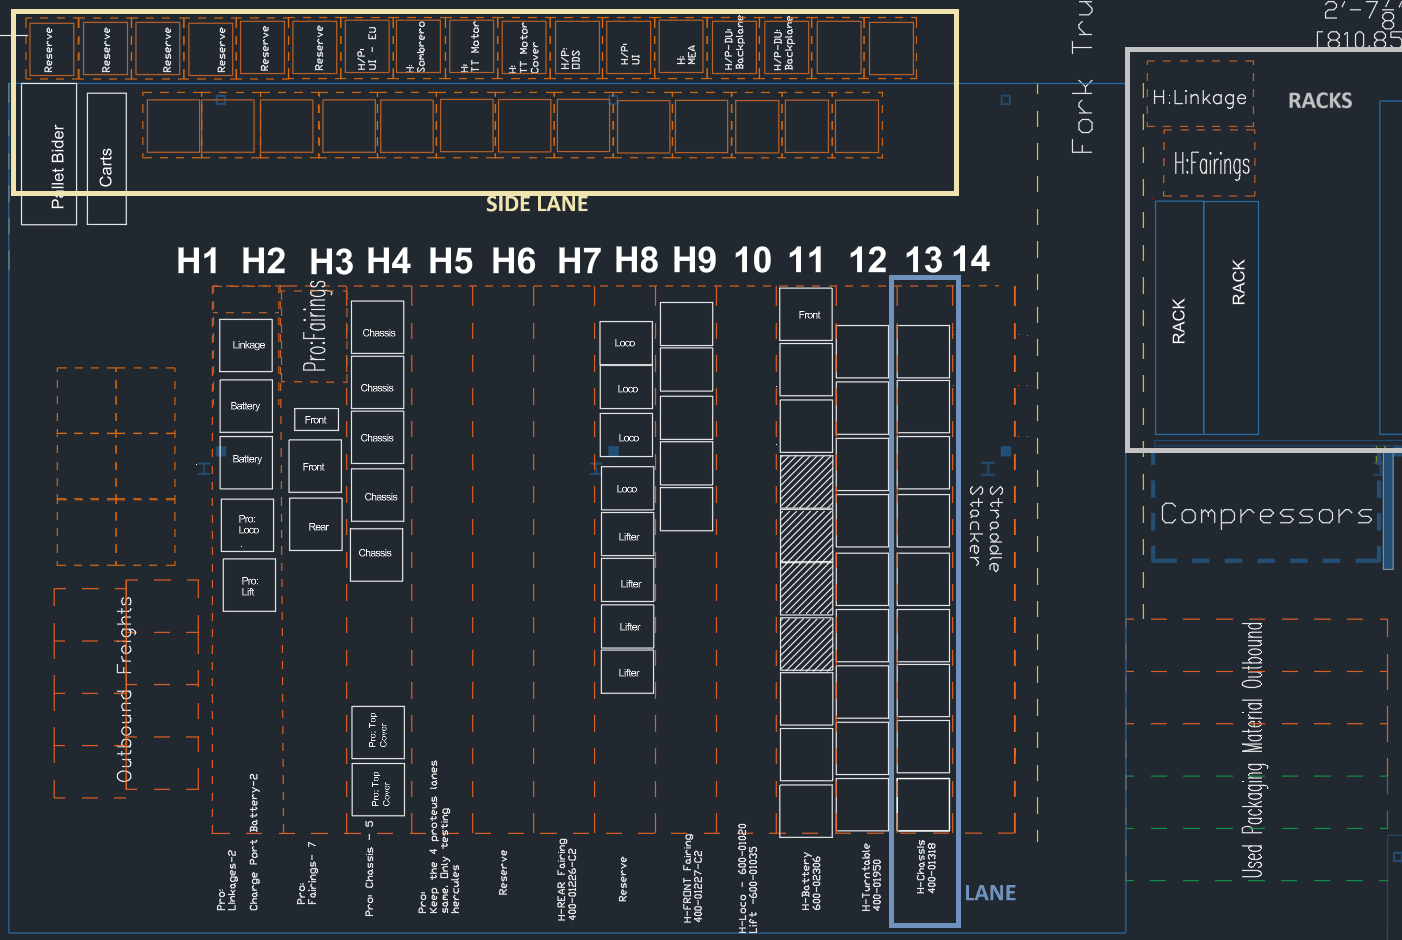 Reserve
Reserve
Reserve
Reserve
Reserve
Reserve
H/P:
UI - EU
H:
Sombrero
H:
TT Motor
H:
TT Motor
Cover
H/P:
ODS
H/P:
UI
H:
MEA
H/P-DU:
Backplane
H/P-DU:
Backplane
Pallet Bider
Carts
SIDE LANE
Fork Tru
2'-7
8
[810.85
H:Linkage
RACKS
H:Fairings
RACK
RACK
H1 H2 H3 H4 H5 H6 H7 H8 H9 10 11 12 13 14
Linkage
Battery
Battery
Pro:
Loco
Pro:
Lift
Pro:Fairings
Front
Front
Rear
Chassis
Chassis
Chassis
Chassis
Chassis
Pro: Top
Cover
Pro: Top
Cover
Loco
Loco
Loco
Loco
Lifter
Lifter
Lifter
Lifter
Front
H
H
H
Straddle
Stacker
Compressors
Outbound Freights
Used Packaging Material Outbound
Pro:
Linkages-2
Charge Port Battery-2
Pro:
Fairings- 7
Pro: Chassis - 5
Pro:
Keep the 4 proteus lanes
same. Only testing
hercules
Reserve
H-REAR Fairing
400-01226-C2
Reserve
H-FRONT Fairing
400-01227-C2
H-Loco - 600-01020
Lift -600-01035
H-Battery
600-02306
H-Turntable
400-01950
H-Chassis
400-01318
LANE